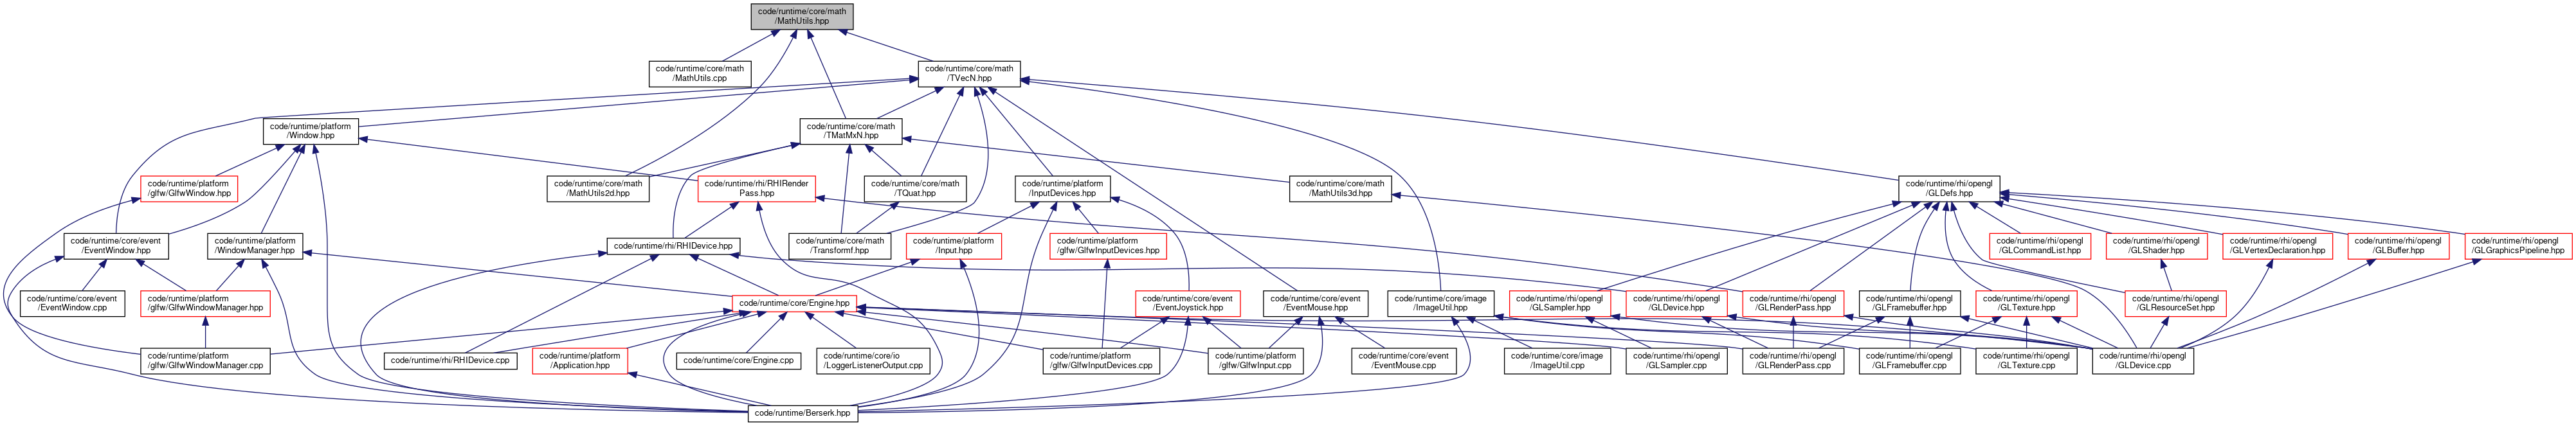 code/runtime/core/math
/MathUtils.hpp
code/runtime/core/math
/MathUtils.cpp
code/runtime/core/math
/TVecN.hpp
code/runtime/platform
/Window.hpp
code/runtime/core/math
/TMatMxN.hpp
code/runtime/platform
/glfw/GlfwWindow.hpp
code/runtime/core/math
/MathUtils2d.hpp
code/runtime/rhi/RHIRender
Pass.hpp
code/runtime/core/math
/TQuat.hpp
code/runtime/platform
/InputDevices.hpp
code/runtime/core/math
/MathUtils3d.hpp
code/runtime/rhi/opengl
/GLDefs.hpp
code/runtime/core/event
/EventWindow.hpp
code/runtime/platform
/WindowManager.hpp
code/runtime/rhi/RHIDevice.hpp
code/runtime/core/math
/Transformf.hpp
code/runtime/platform
/Input.hpp
code/runtime/platform
/glfw/GlfwInputDevices.hpp
code/runtime/rhi/opengl
/GLCommandList.hpp
code/runtime/rhi/opengl
/GLShader.hpp
code/runtime/rhi/opengl
/GLVertexDeclaration.hpp
code/runtime/rhi/opengl
/GLBuffer.hpp
code/runtime/rhi/opengl
/GLGraphicsPipeline.hpp
code/runtime/core/event
/EventWindow.cpp
code/runtime/platform
/glfw/GlfwWindowManager.hpp
code/runtime/core/Engine.hpp
code/runtime/core/event
/EventJoystick.hpp
code/runtime/core/event
/EventMouse.hpp
code/runtime/core/image
/ImageUtil.hpp
code/runtime/rhi/opengl
/GLSampler.hpp
code/runtime/rhi/opengl
/GLDevice.hpp
code/runtime/rhi/opengl
/GLRenderPass.hpp
code/runtime/rhi/opengl
/GLFramebuffer.hpp
code/runtime/rhi/opengl
/GLTexture.hpp
code/runtime/rhi/opengl
/GLResourceSet.hpp
code/runtime/platform
/glfw/GlfwWindowManager.cpp
code/runtime/rhi/RHIDevice.cpp
code/runtime/platform
/Application.hpp
code/runtime/core/Engine.cpp
code/runtime/core/io
/LoggerListenerOutput.cpp
code/runtime/platform
/glfw/GlfwInputDevices.cpp
code/runtime/platform
/glfw/GlfwInput.cpp
code/runtime/core/event
/EventMouse.cpp
code/runtime/core/image
/ImageUtil.cpp
code/runtime/rhi/opengl
/GLSampler.cpp
code/runtime/rhi/opengl
/GLRenderPass.cpp
code/runtime/rhi/opengl
/GLFramebuffer.cpp
code/runtime/rhi/opengl
/GLTexture.cpp
code/runtime/rhi/opengl
/GLDevice.cpp
code/runtime/Berserk.hpp